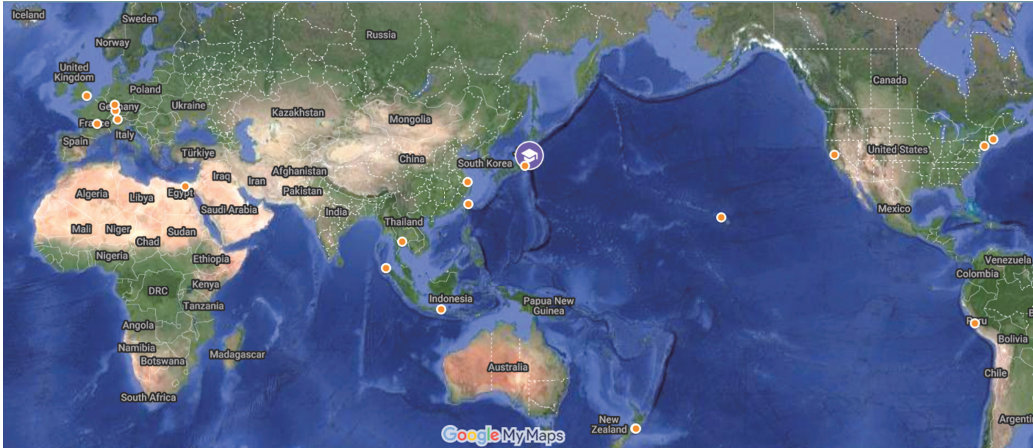 Iceland
Sweden
Norway
Russia
United
Kingdom
Canada
Poland
Germany
Ukraine
Kazakhstan
France
Italy
Mongolia
Spain
United States
Türkiye
China
South Korea
Iraq
Iran
Afghanistan
Pakistan
Algeria
Libya
Egypt
Saudi Arabia
India
Mexico
Thailand
Mali
Niger
Sudan
Chad
Nigeria
Ethiopia
Venezuela
Colombia
Kenya
DRC
Tanzania
Indonesia
Papua New
Guinea
Angola
Peru
Bolivia
Namibia
Botswana
Madagascar
Australia
Chile
South Africa
New
Zealand
Argenti
Google My Maps